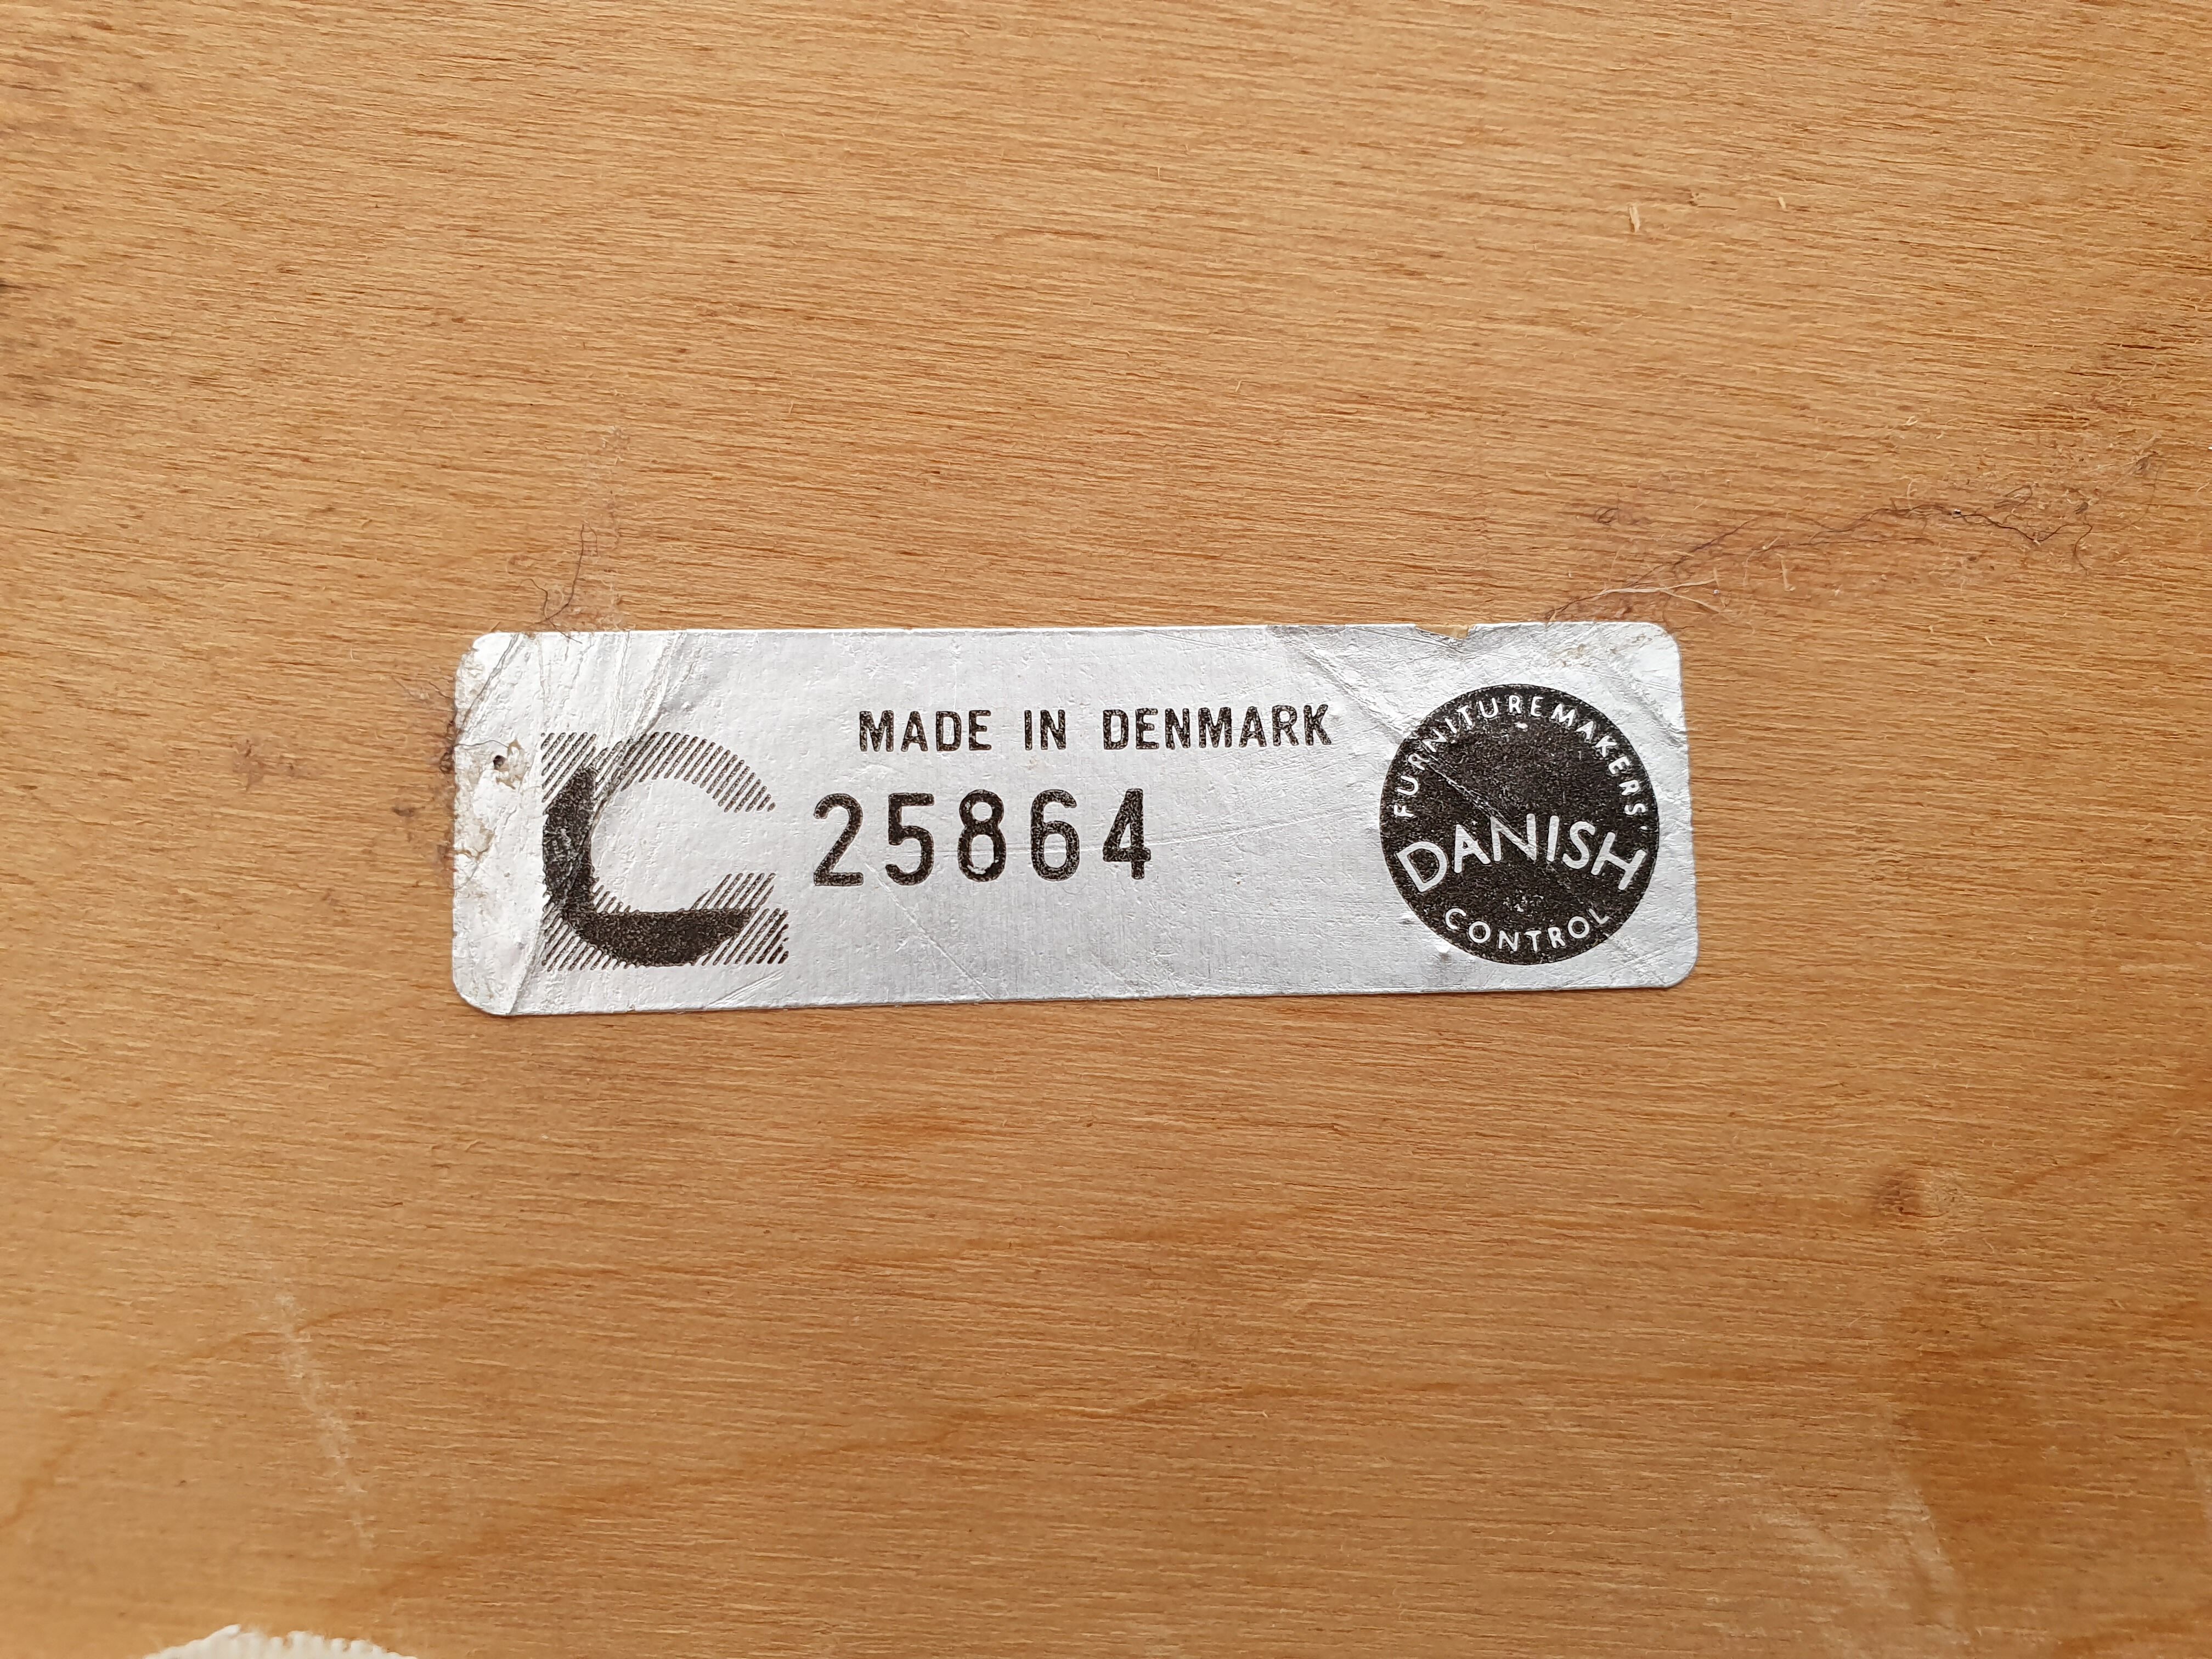 MADE IN DENMARK
25864
FURNITUREMAKERS'
DANISH
CONTROL